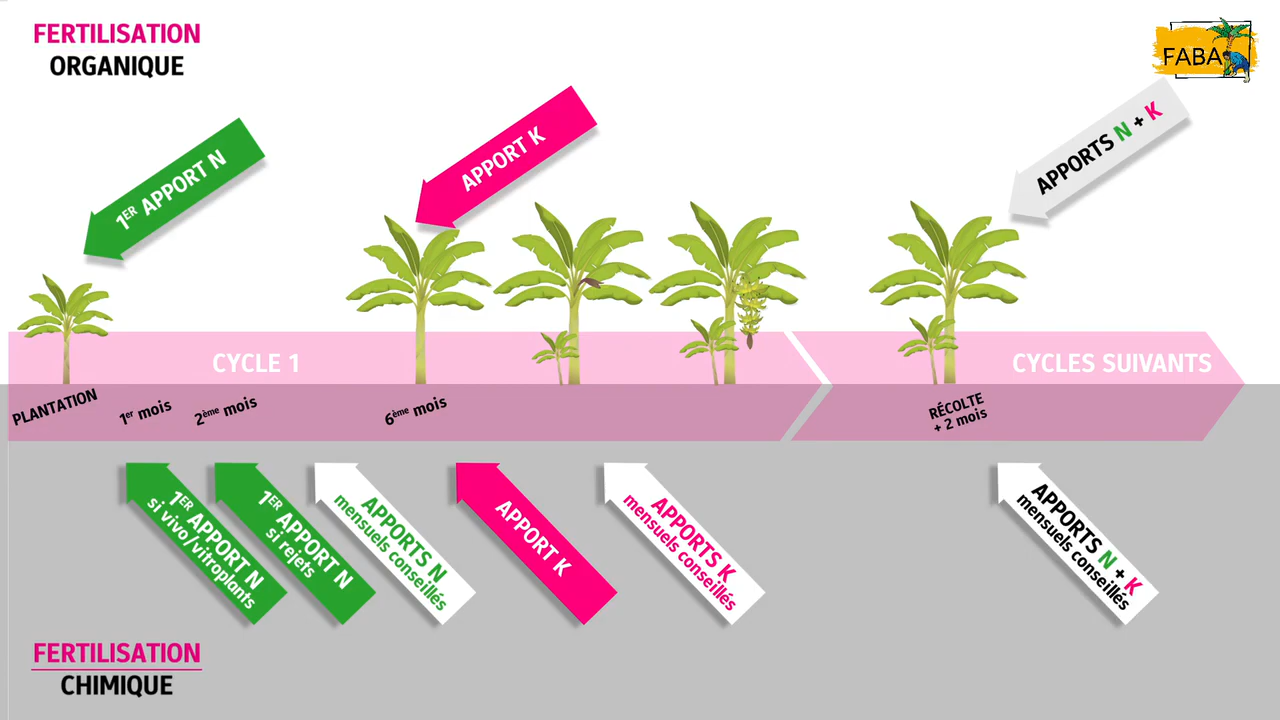 FERTILISATION
ORGANIQUE
FABA
1ER APPORT N
APPORT K
APPORTS N + K
CYCLE 1
CYCLES SUIVANTS
PLANTATION
1er mois
2ème mois
6ème mois
RÉCOLTE
+ 2 mois
1ER APPORT N
si vivo/vitroplants
1ER APPORT N
si rejets
APPORTS N
mensuels conseillés
APPORT K
APPORTS K
mensuels conseillés
APPORTS N + K
mensuels conseillés
FERTILISATION
CHIMIQUE